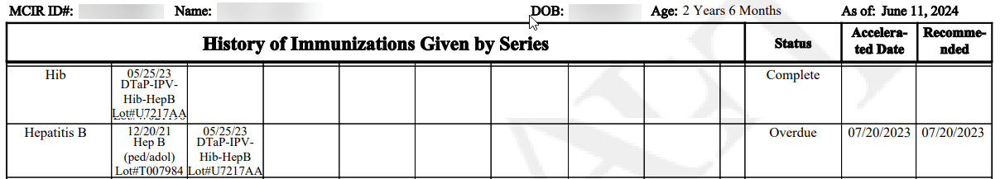 MCIR ID#: Name: DOB: Age: 2 Years 6 Months As of: June 11, 2024
History of Immunizations Given by Series Status Accelera- Recomme-
ted Date nded
Hib 05/25/23 Complete
DTaP-IPV-
Hib-HepB
Lot#U7217AA
Hepatitis B 12/20/21 05/25/23 Overdue 07/20/2023 07/20/2023
Hep B DTaP-IPV-
(ped/adol) Hib-HepB
Lot#T007984 Lot#U7217AA